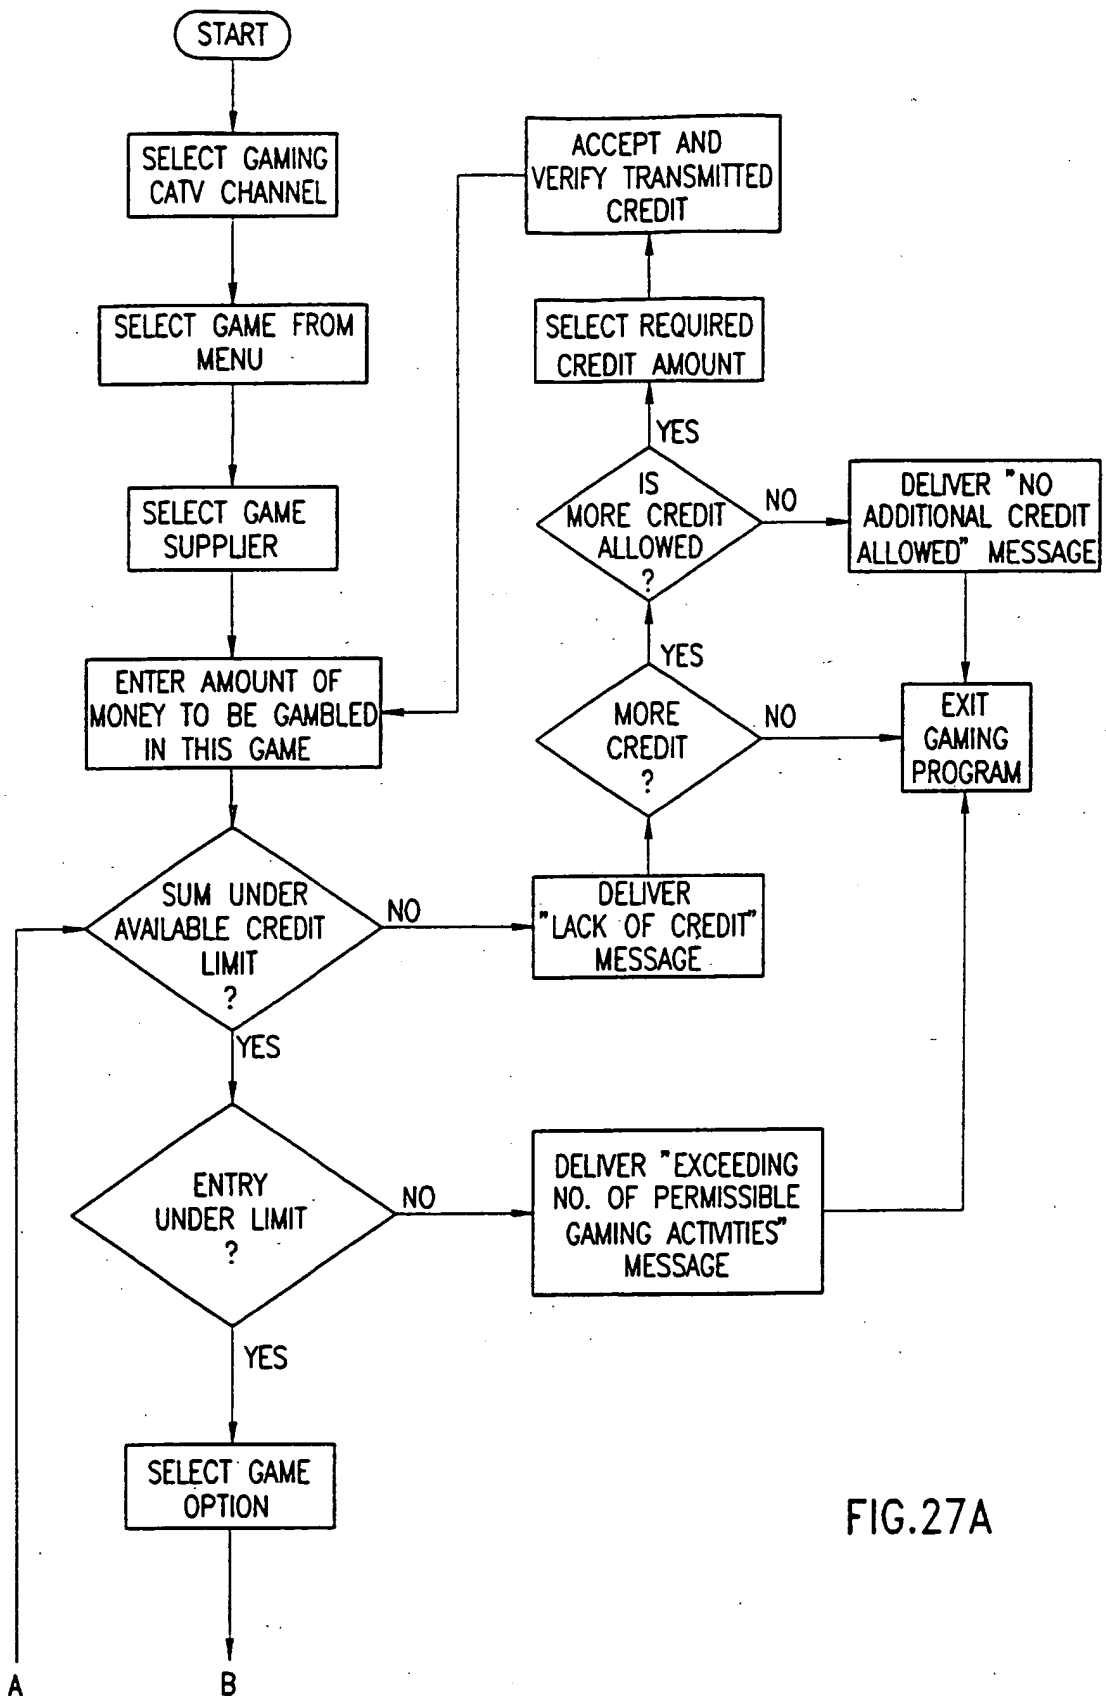 START
SELECT GAMING
CATV CHANNEL
SELECT GAME FROM
MENU
SELECT GAME
SUPPLIER
ENTER AMOUNT OF
MONEY TO BE GAMBLED
IN THIS GAME
SUM UNDER
AVAILABLE CREDIT
LIMIT
?
NO
YES
DELIVER
"LACK OF CREDIT"
MESSAGE
MORE
CREDIT
?
NO
YES
IS
MORE CREDIT
ALLOWED
?
NO
YES
SELECT REQUIRED
CREDIT AMOUNT
ACCEPT AND
VERIFY TRANSMITTED
CREDIT
DELIVER "NO
ADDITIONAL CREDIT
ALLOWED" MESSAGE
EXIT
GAMING
PROGRAM
ENTRY
UNDER LIMIT
?
NO
YES
DELIVER "EXCEEDING
NO. OF PERMISSIBLE
GAMING ACTIVITIES"
MESSAGE
SELECT GAME
OPTION
A
B
FIG.27A